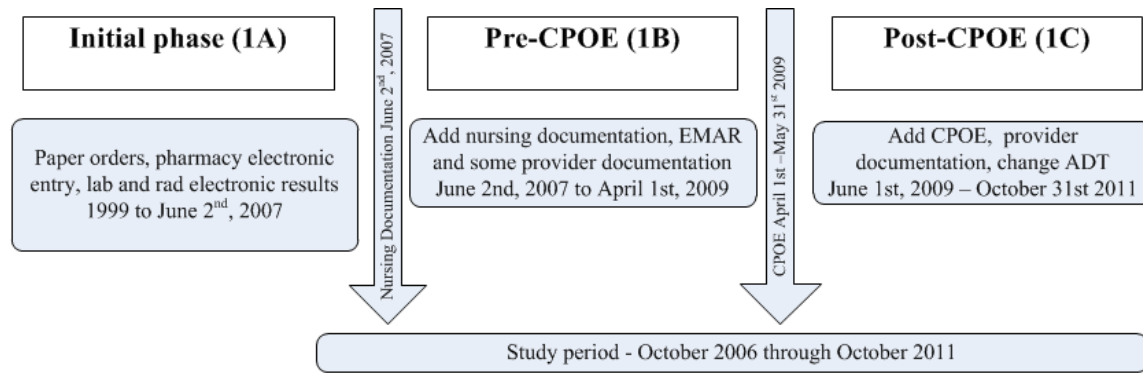 Initial phase (1A)
Pre-CPOE (1B)
Post-CPOE (1C)
Paper orders, pharmacy electronic
entry, lab and rad electronic results
1999 to June 2nd, 2007
Nursing Documentation June 2nd, 2007
Add nursing documentation, EMAR
and some provider documentation
June 2nd, 2007 to April 1st, 2009
CPOE April 1st –May 31st 2009
Add CPOE, provider
documentation, change ADT
June 1st, 2009 – October 31st 2011
Study period - October 2006 through October 2011